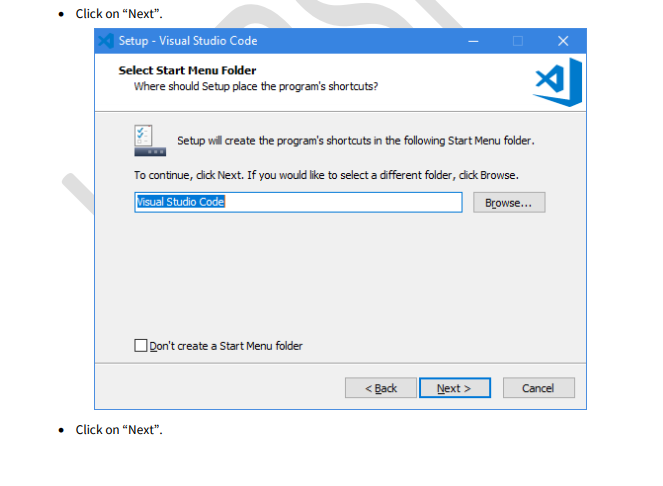 • Click on “Next”.
Setup - Visual Studio Code
Select Start Menu Folder
Where should Setup place the program's shortcuts?
Setup will create the program's shortcuts in the following Start Menu folder.
To continue, click Next. If you would like to select a different folder, click Browse.
Visual Studio Code
Browse...
Don't create a Start Menu folder
< Back
Next >
Cancel
• Click on “Next”.